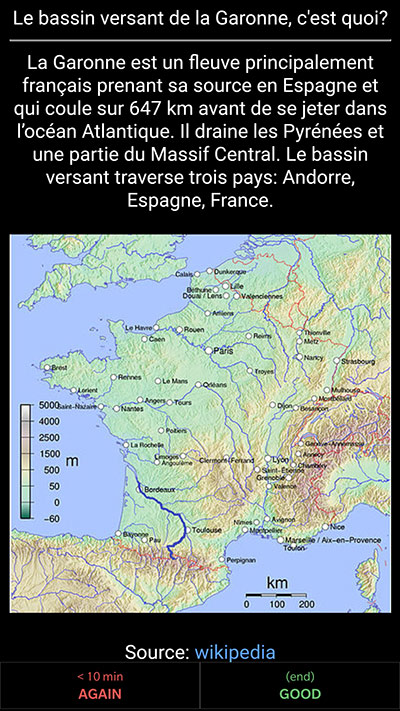 Le bassin versant de la Garonne, c'est quoi?
La Garonne est un fleuve principalement
français prenant sa source en Espagne et
qui coule sur 647 km avant de se jeter dans
l’océan Atlantique. Il draine les Pyrénées et
une partie du Massif Central. Le bassin
versant traverse trois pays: Andorre,
Espagne, France.
Calais
Dunkerque
Béthune
Lille
Douai / Lens
Valenciennes
Amiens
Le Havre
Rouen
Caen
Reims
Thionville
Metz
Paris
Nancy
Strasbourg
Brest
Rennes
Le Mans
Orléans
Troyes
Lorient
Mulhouse
Montbéliard
Saint-Nazaire
Nantes
Angers
Tours
Dijon
Besançon
5000
4000
2500
1500
500
50
0
−60
m
Poitiers
La Rochelle
Limoges
Angoulême
Clermont-Ferrand
Lyon
Genève-Annemasse
Annecy
Chambéry
Saint-Étienne
Grenoble
Valence
Bordeaux
Avignon
Nîmes
Montpellier
Nice
Toulouse
Marseille / Aix-en-Provence
Toulon
Bayonne
Pau
Perpignan
km
0 100 200
Source: wikipedia
< 10 min
AGAIN
(end)
GOOD